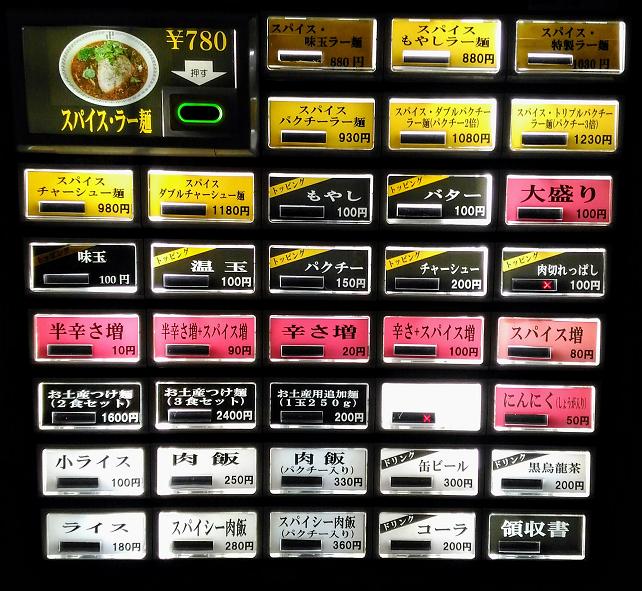 ¥780
押す
スパイス・ラー麺
スパイス・
味玉ラー麺
880円
スパイス
もやしラー麺
880円
スパイス・
特製ラー麺
1030円
スパイス
パクチーラー麺
930円
スパイス・ダブルパクチー
ラー麺(パクチー2倍)
1080円
スパイス・トリプルパクチー
ラー麺(パクチー3倍)
1230円
スパイス
チャーシュー麺
980円
スパイス
ダブルチャーシュー麺
1180円
トッピング
もやし
100円
トッピング
バター
100円
大盛り
100円
トッピング
味玉
100円
トッピング
温玉
100円
トッピング
パクチー
150円
トッピング
チャーシュー
200円
トッピング
肉切れっぱし
×
100円
半辛さ増
10円
半辛さ増+スパイス増
90円
辛さ増
20円
辛さ+スパイス増
100円
スパイス増
80円
お土産つけ麺
(2食セット)
1600円
お土産つけ麺
(3食セット)
2400円
お土産用追加麺
(1玉250g)
200円
×
にんにく(しょうが入り)
50円
小ライス
100円
肉飯
250円
肉飯
(パクチー入り)
330円
ドリンク
缶ビール
300円
ドリンク
黒烏龍茶
200円
ライス
180円
スパイシー肉飯
280円
スパイシー肉飯
(パクチー入り)
360円
ドリンク
コーラ
200円
領収書